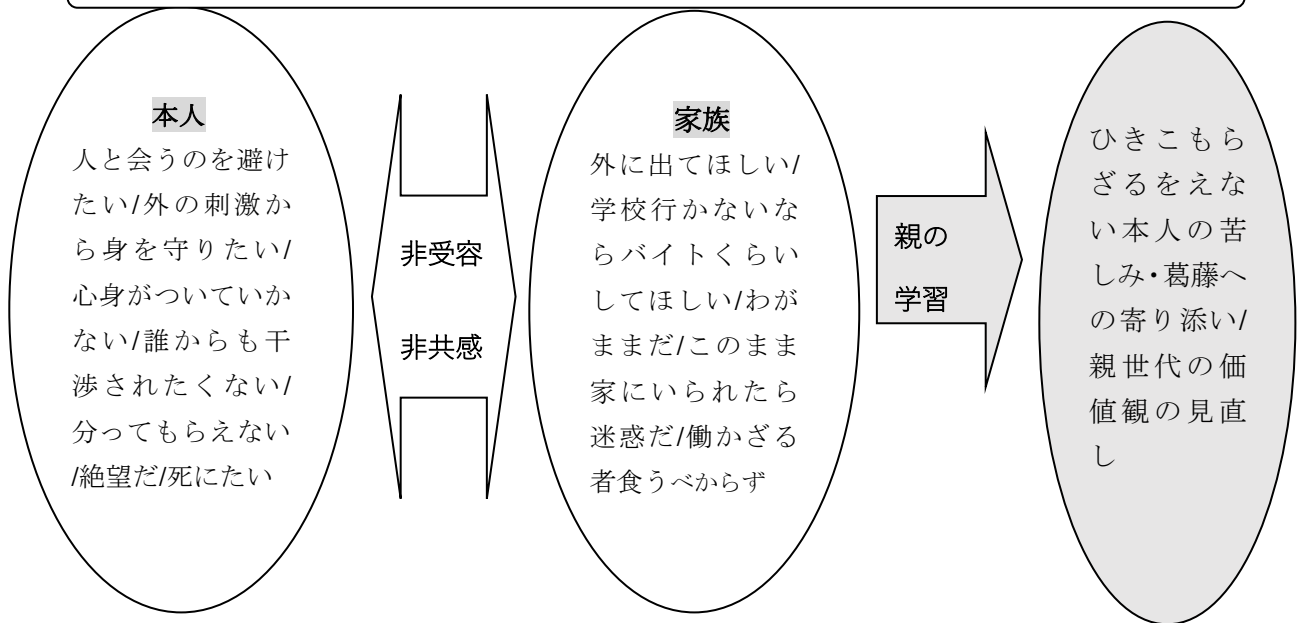 本人
人と会うのを避け
たい/外の刺激か
ら身を守りたい/
心身がついていか
ない/誰からも干
渉されたくない/
分ってもらえない
/絶望だ/死にたい
非受容
非共感
家族
外に出てほしい/
学校行かないな
らバイトくらい
してほしい/わが
ままだ/このまま
家にいられたら
迷惑だ/働かざる
者食うべからず
親の
学習
ひきこもら
ざるをえな
い本人の苦
しみ・葛藤へ
の寄り添い/
親世代の価
値観の見直
し